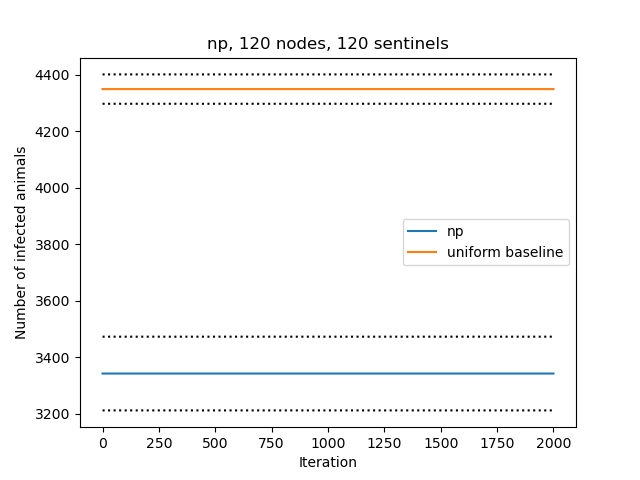 np, 120 nodes, 120 sentinels
4400
4200
4000
3800
3600
3400
3200
Number of infected animals
np
uniform baseline
0 250 500 750 1000 1250 1500 1750 2000
Iteration